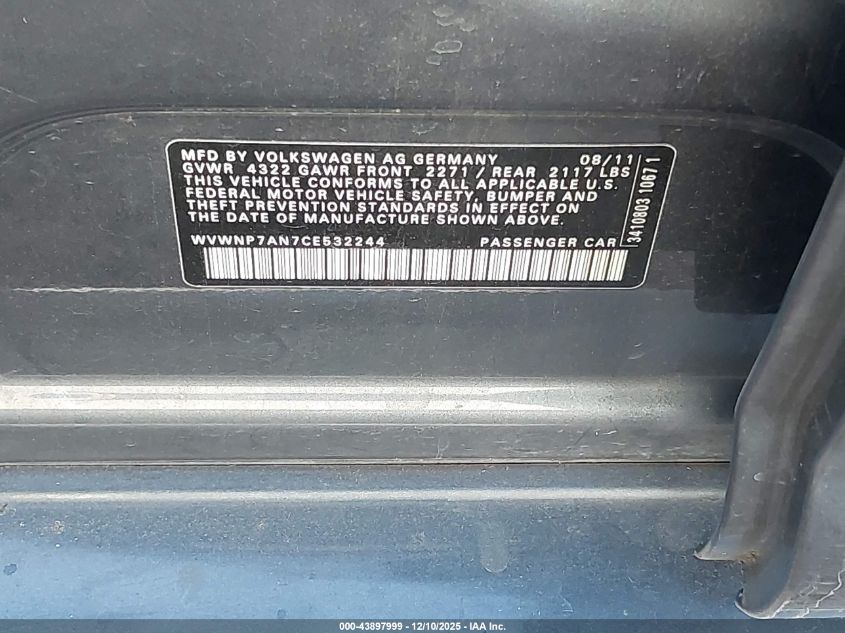 MFD BY VOLKSWAGEN AG GERMANY 08/11
GVWR 4322 GAWR FRONT 2271 / REAR 2117 LBS
THIS VEHICLE CONFORMS TO ALL APPLICABLE U.S.
FEDERAL MOTOR VEHICLE SAFETY, BUMPER AND
THEFT PREVENTION STANDARDS IN EFFECT ON
THE DATE OF MANUFACTURE SHOWN ABOVE.
WVWNP7AN7CE532244 PASSENGER CAR
3410803 10671
000-43897999 - 12/10/2025 - IAA Inc.